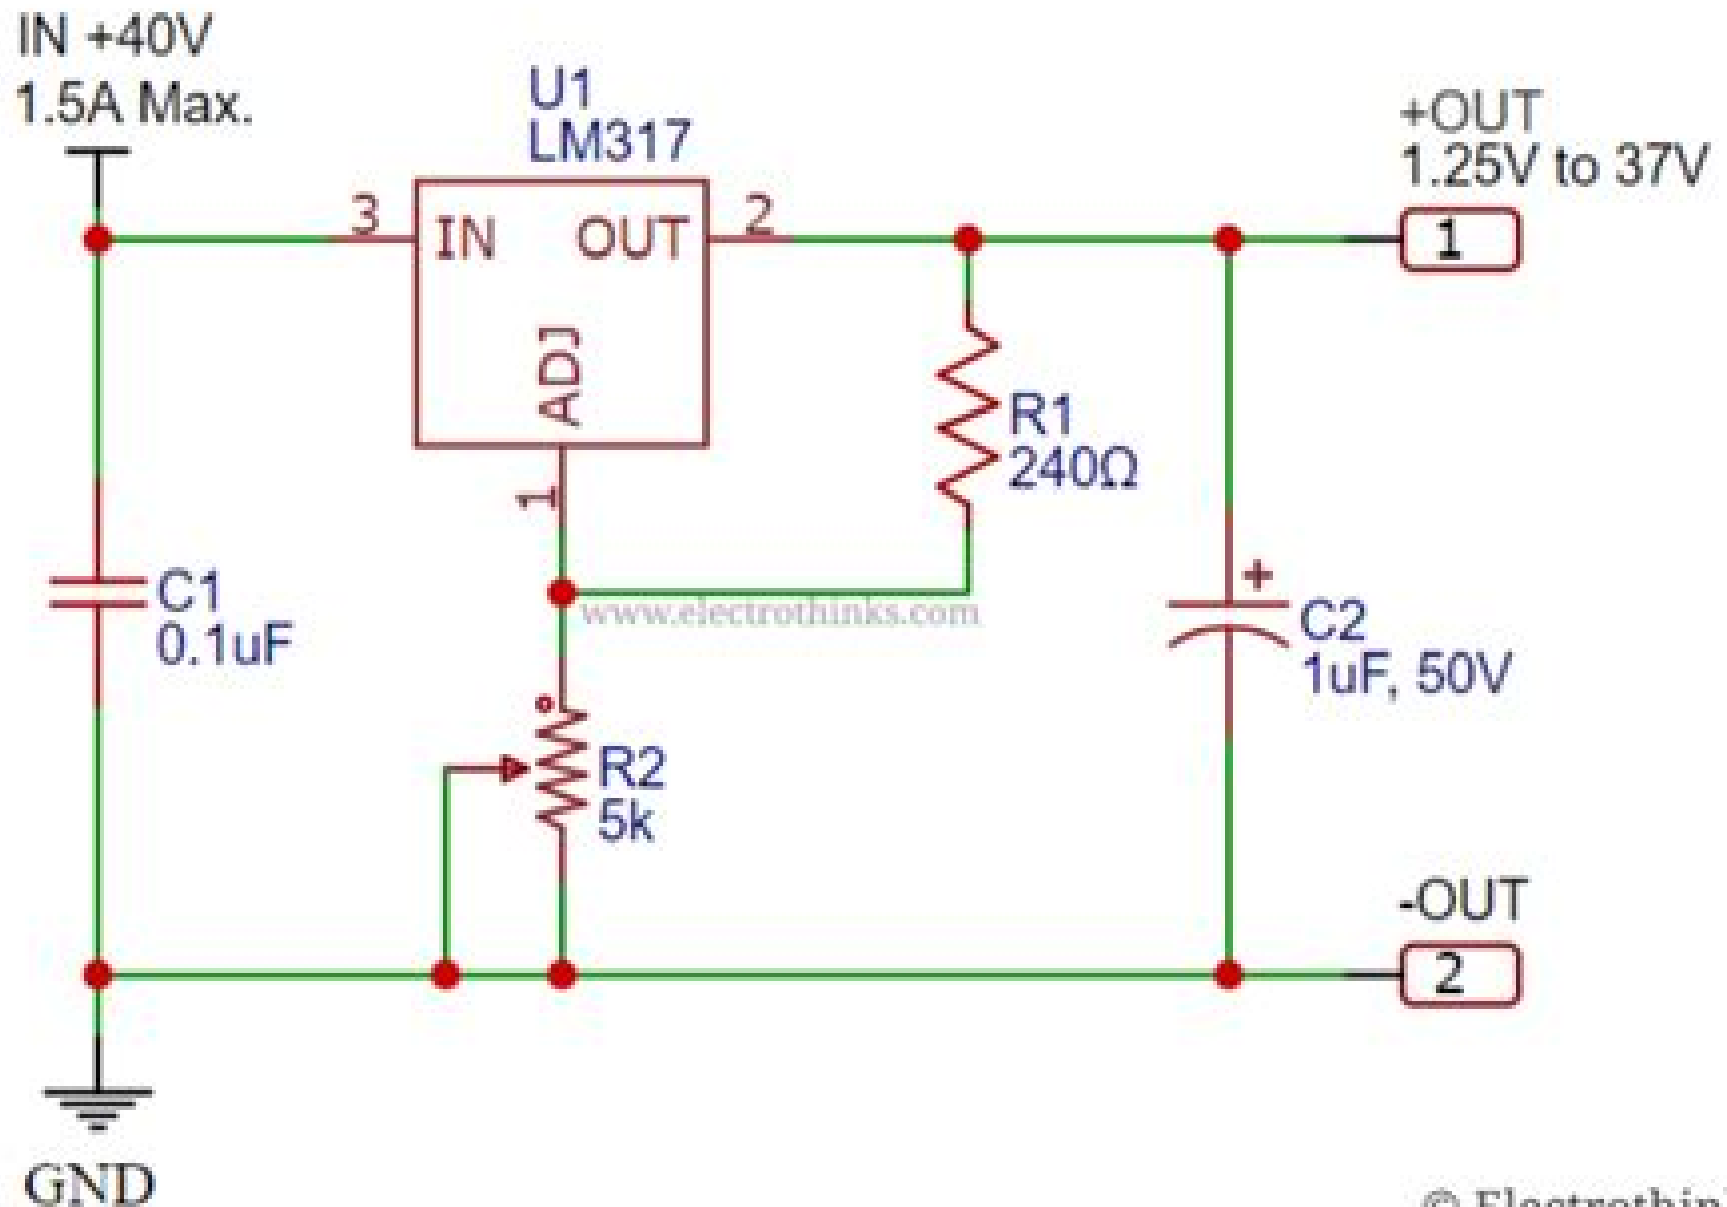 IN +40V
1.5A Max.
U1
LM317
+OUT
1.25V to 37V
3
IN
OUT
2
1
ADJ
1
R1
240Ω
www.electrothinks.com
C1
0.1uF
+
C2
1uF, 50V
R2
5k
-OUT
2
GND